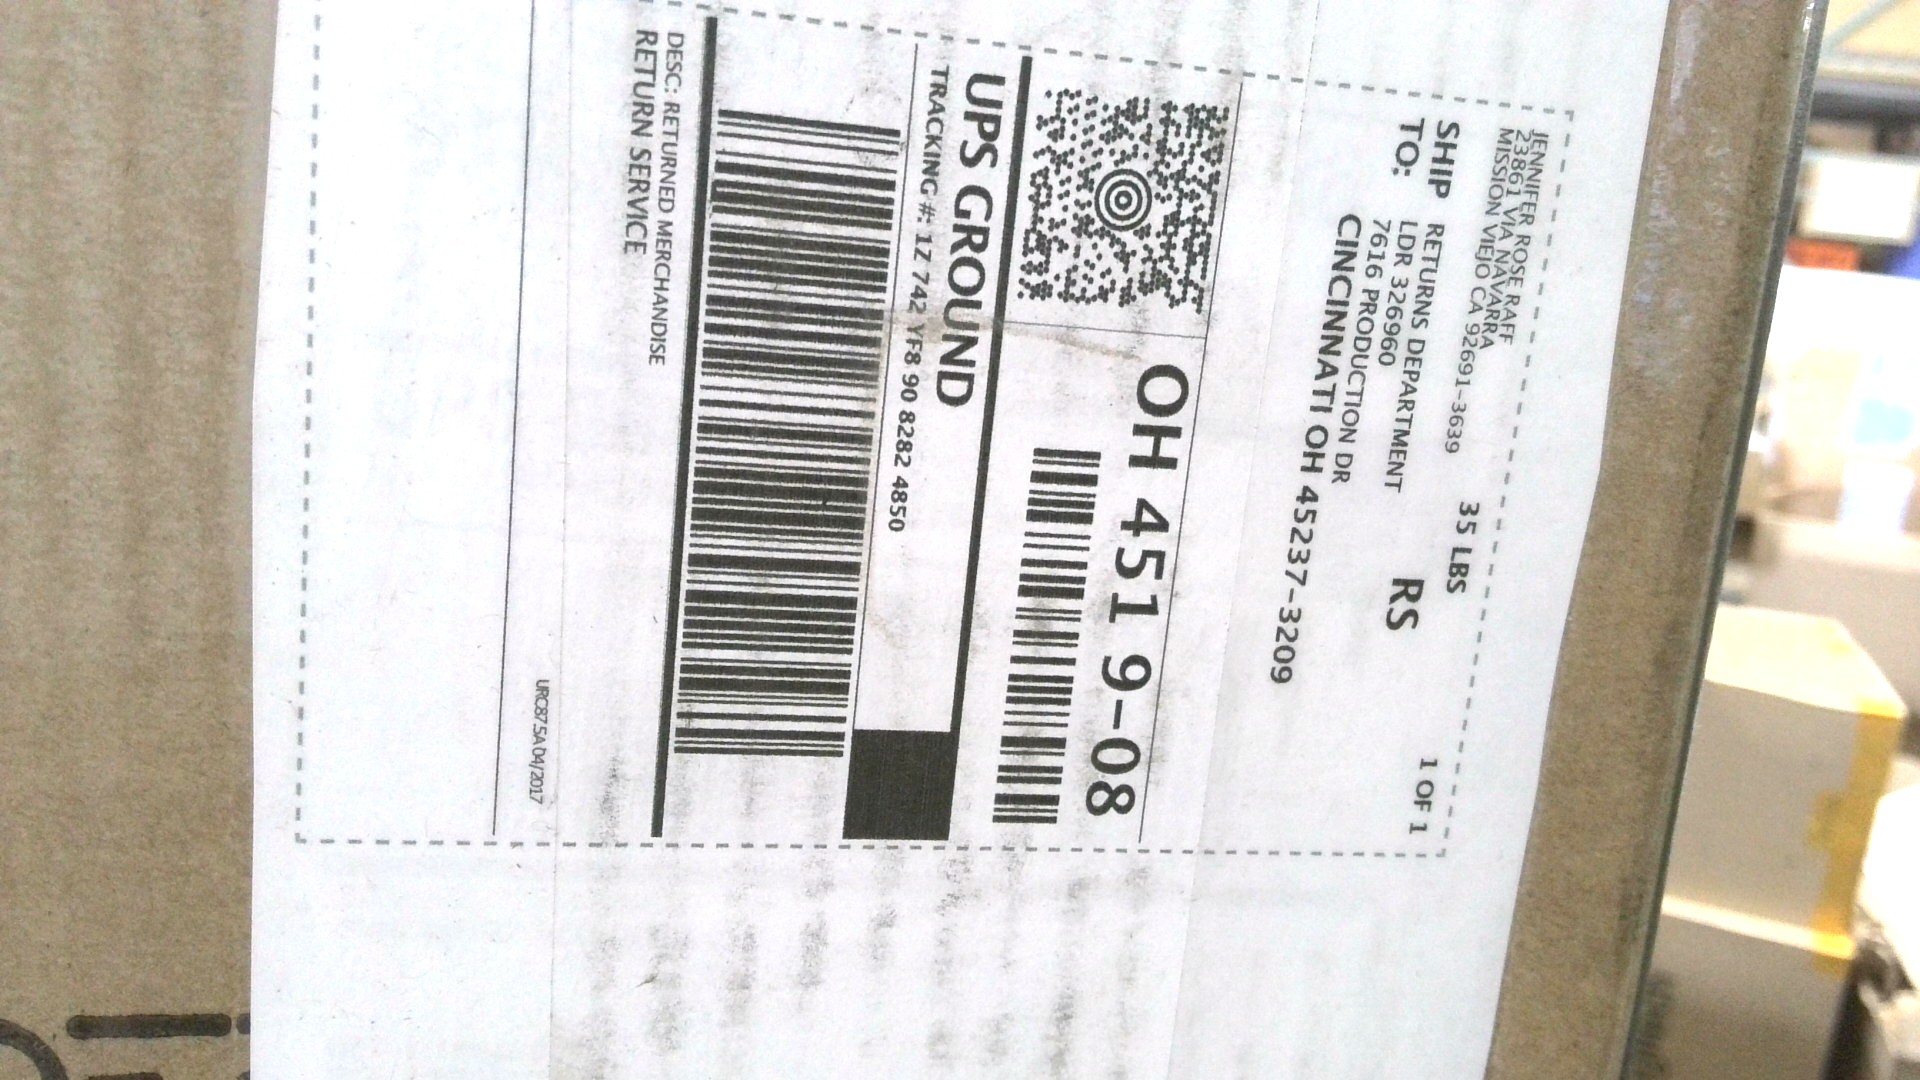 JENNIFER ROSE RAFF
23861 VIA NAVARRA
MISSION VIEJO CA 92691-3639
35 LBS
1 OF 1
RS
SHIP
TO:
RETURNS DEPARTMENT
LDR 326960
7616 PRODUCTION DR
CINCINNATI OH 45237-3209
OH 451 9-08
UPS GROUND
TRACKING #: 1Z 742 YF8 90 8282 4850
DESC: RETURNED MERCHANDISE
RETURN SERVICE
URC87.5A 04/2017